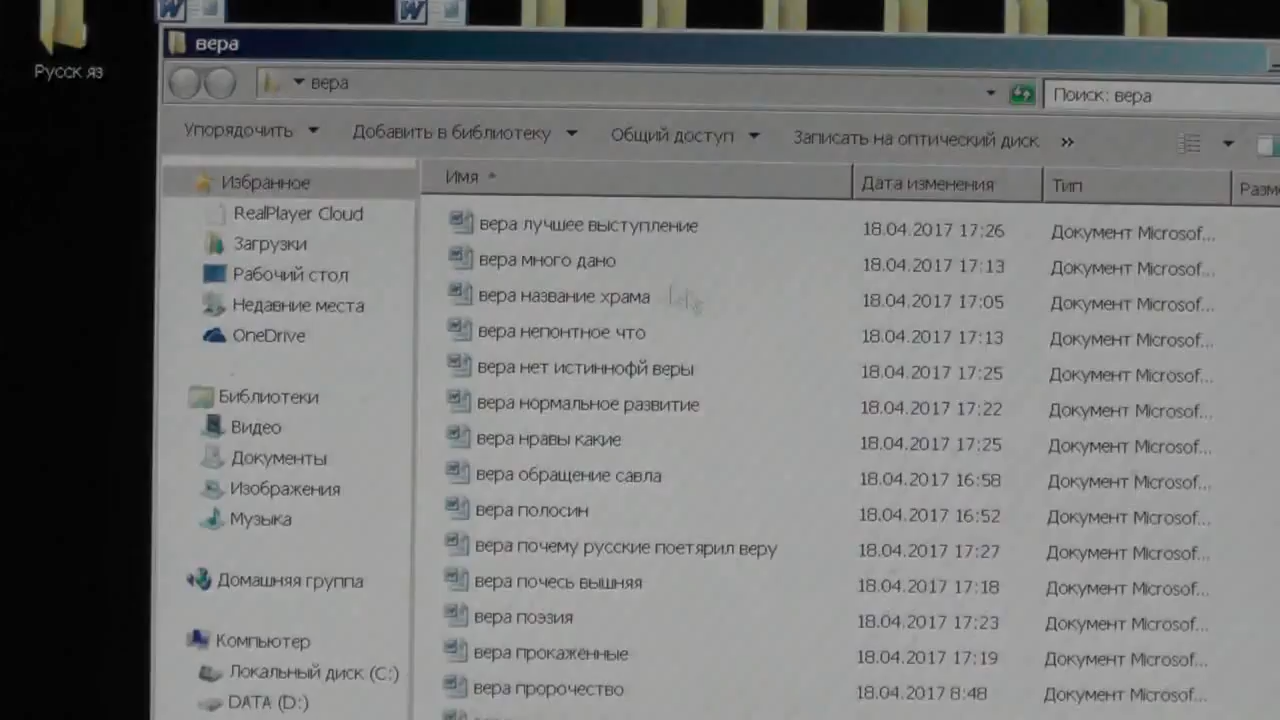 Русск яз
вера
вера
Поиск: вера
Упорядочить Добавить в библиотеку Общий доступ Записать на оптический диск »
Избранное
RealPlayer Cloud
Загрузки
Рабочий стол
Недавние места
OneDrive
Библиотеки
Видео
Документы
Изображения
Музыка
Домашняя группа
Компьютер
Локальный диск (C:)
DATA (D:)
Имя Дата изменения Тип Разм
вера лучшее выступление 18.04.2017 17:26 Документ Microsof...
вера много дано 18.04.2017 17:13 Документ Microsof...
вера название храма 18.04.2017 17:05 Документ Microsof...
вера непонтное что 18.04.2017 17:13 Документ Microsof...
вера нет истиннофй веры 18.04.2017 17:25 Документ Microsof...
вера нормальное развитие 18.04.2017 17:22 Документ Microsof...
вера нравы какие 18.04.2017 17:25 Документ Microsof...
вера обращение савла 18.04.2017 16:58 Документ Microsof...
вера полосин 18.04.2017 16:52 Документ Microsof...
вера почему русские поетярил веру 18.04.2017 17:27 Документ Microsof...
вера почесь вышняя 18.04.2017 17:18 Документ Microsof...
вера поэзия 18.04.2017 17:23 Документ Microsof...
вера прокаженные 18.04.2017 17:19 Документ Microsof...
вера пророчество 18.04.2017 8:48 Документ Microsof...